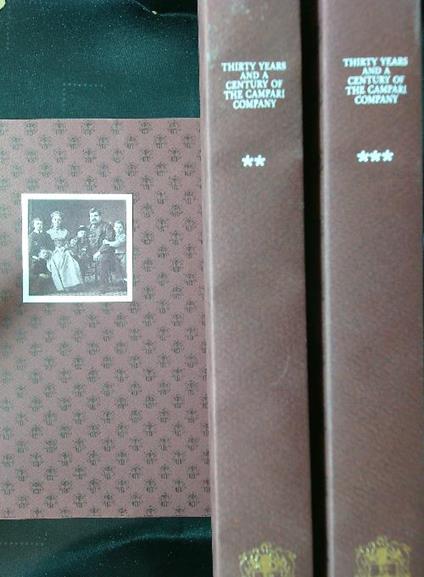 THIRTY YEARS
AND A
CENTURY OF
THE CAMPARI
COMPANY
**
THIRTY YEARS
AND A
CENTURY OF
THE CAMPARI
COMPANY
***